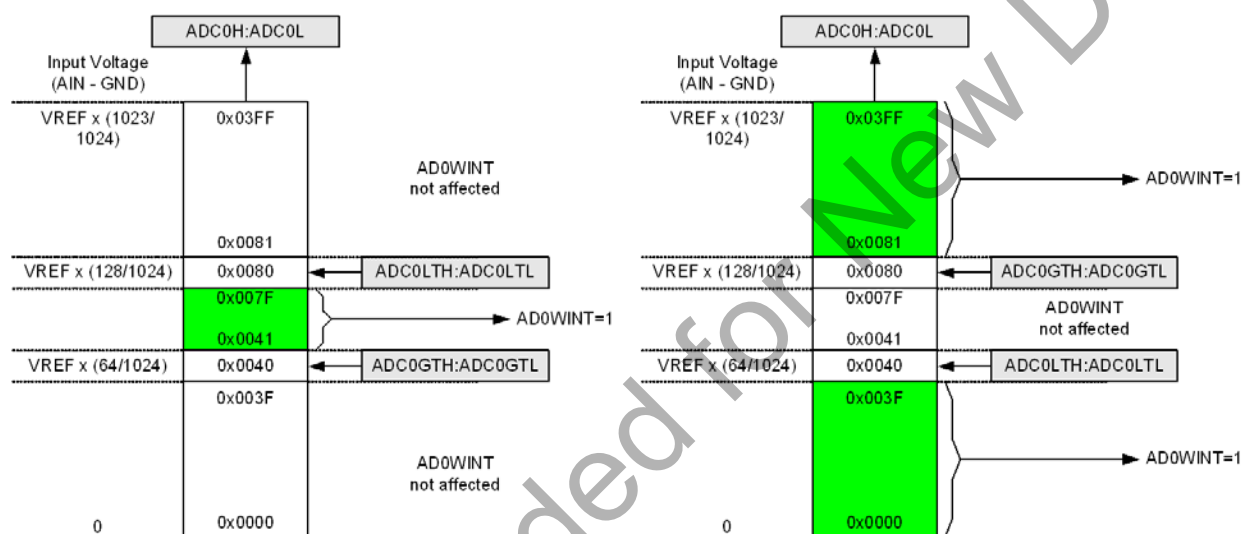 ADC0H:ADC0L
Input Voltage
(AIN - GND)
VREF x (1023/
1024)
0x03FF
AD0WINT
not affected
0x0081
VREF x (128/1024)
0x0080
ADC0LTH:ADC0LTL
0x007F
AD0WINT=1
0x0041
VREF x (64/1024)
0x0040
ADC0GTH:ADC0GTL
0x003F
AD0WINT
not affected
0
0x0000
ADC0H:ADC0L
Input Voltage
(AIN - GND)
VREF x (1023/
1024)
0x03FF
AD0WINT=1
0x0081
VREF x (128/1024)
0x0080
ADC0GTH:ADC0GTL
0x007F
AD0WINT
not affected
0x0041
VREF x (64/1024)
0x0040
ADC0LTH:ADC0LTL
0x003F
AD0WINT=1
0
0x0000
ded for New D